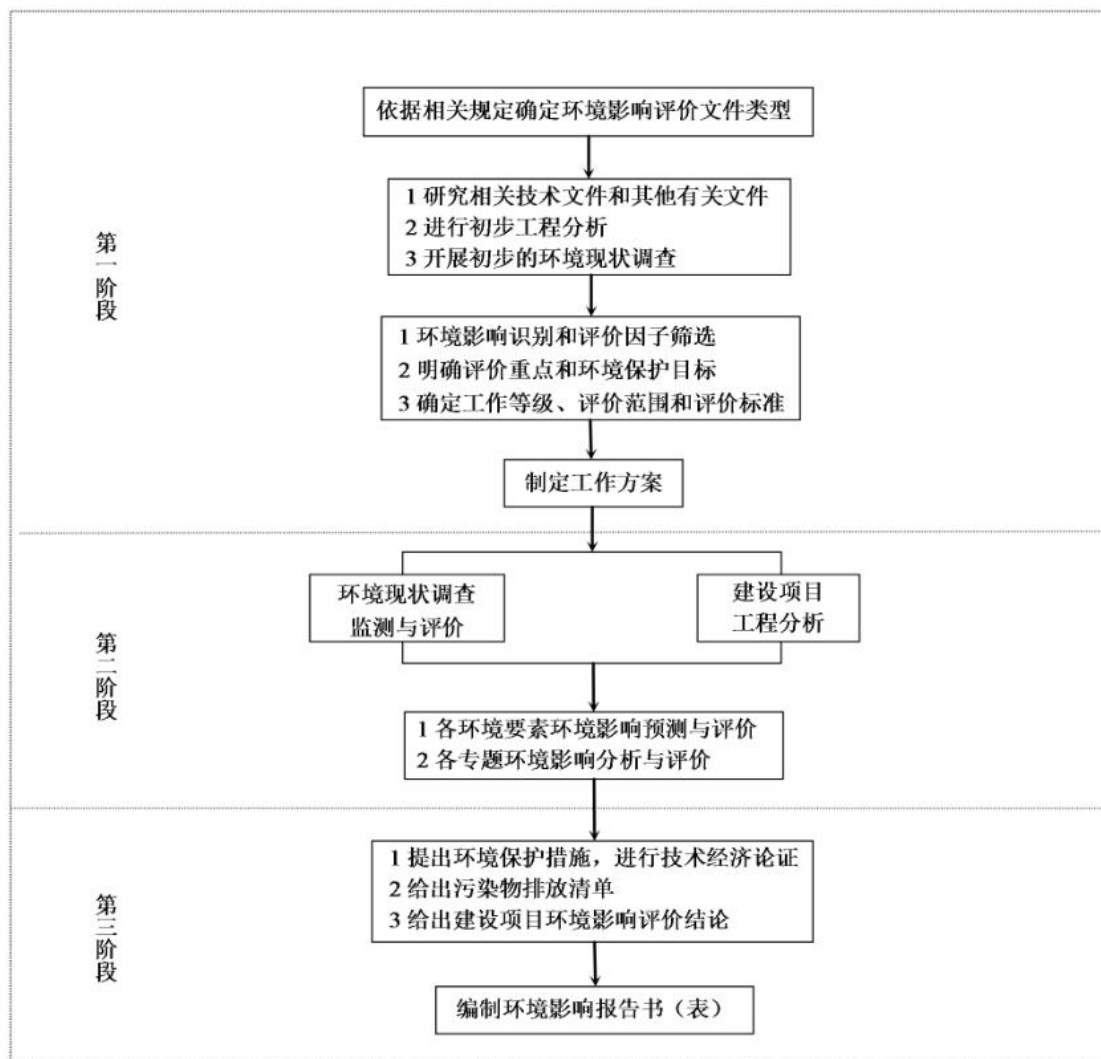 依据相关规定确定环境影响评价文件类型
1 研究相关技术文件和其他有关文件
2 进行初步工程分析
3 开展初步的环境现状调查
第一阶段
1 环境影响识别和评价因子筛选
2 明确评价重点和环境保护目标
3 确定工作等级、评价范围和评价标准
制定工作方案
环境现状调查
监测与评价
建设项目
工程分析
第二阶段
1 各环境要素环境影响预测与评价
2 各专题环境影响分析与评价
1 提出环境保护措施，进行技术经济论证
2 给出污染物排放清单
3 给出建设项目环境影响评价结论
第三阶段
编制环境影响报告书（表）